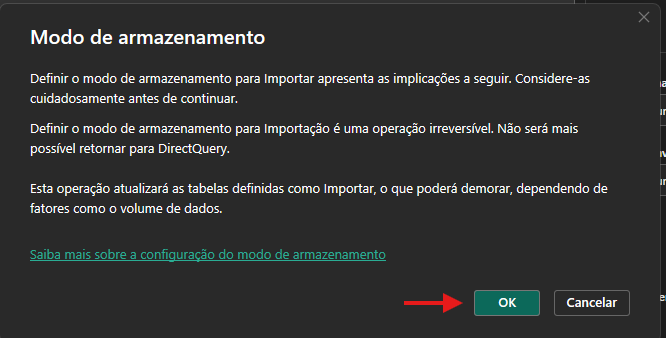 Modo de armazenamento
Definir o modo de armazenamento para Importar apresenta as implicações a seguir. Considere-as
cuidadosamente antes de continuar.
Definir o modo de armazenamento para Importação é uma operação irreversível. Não será mais
possível retornar para DirectQuery.
Esta operação atualizará as tabelas definidas como Importar, o que poderá demorar, dependendo de
fatores como o volume de dados.
Saiba mais sobre a configuração do modo de armazenamento
OK
Cancelar